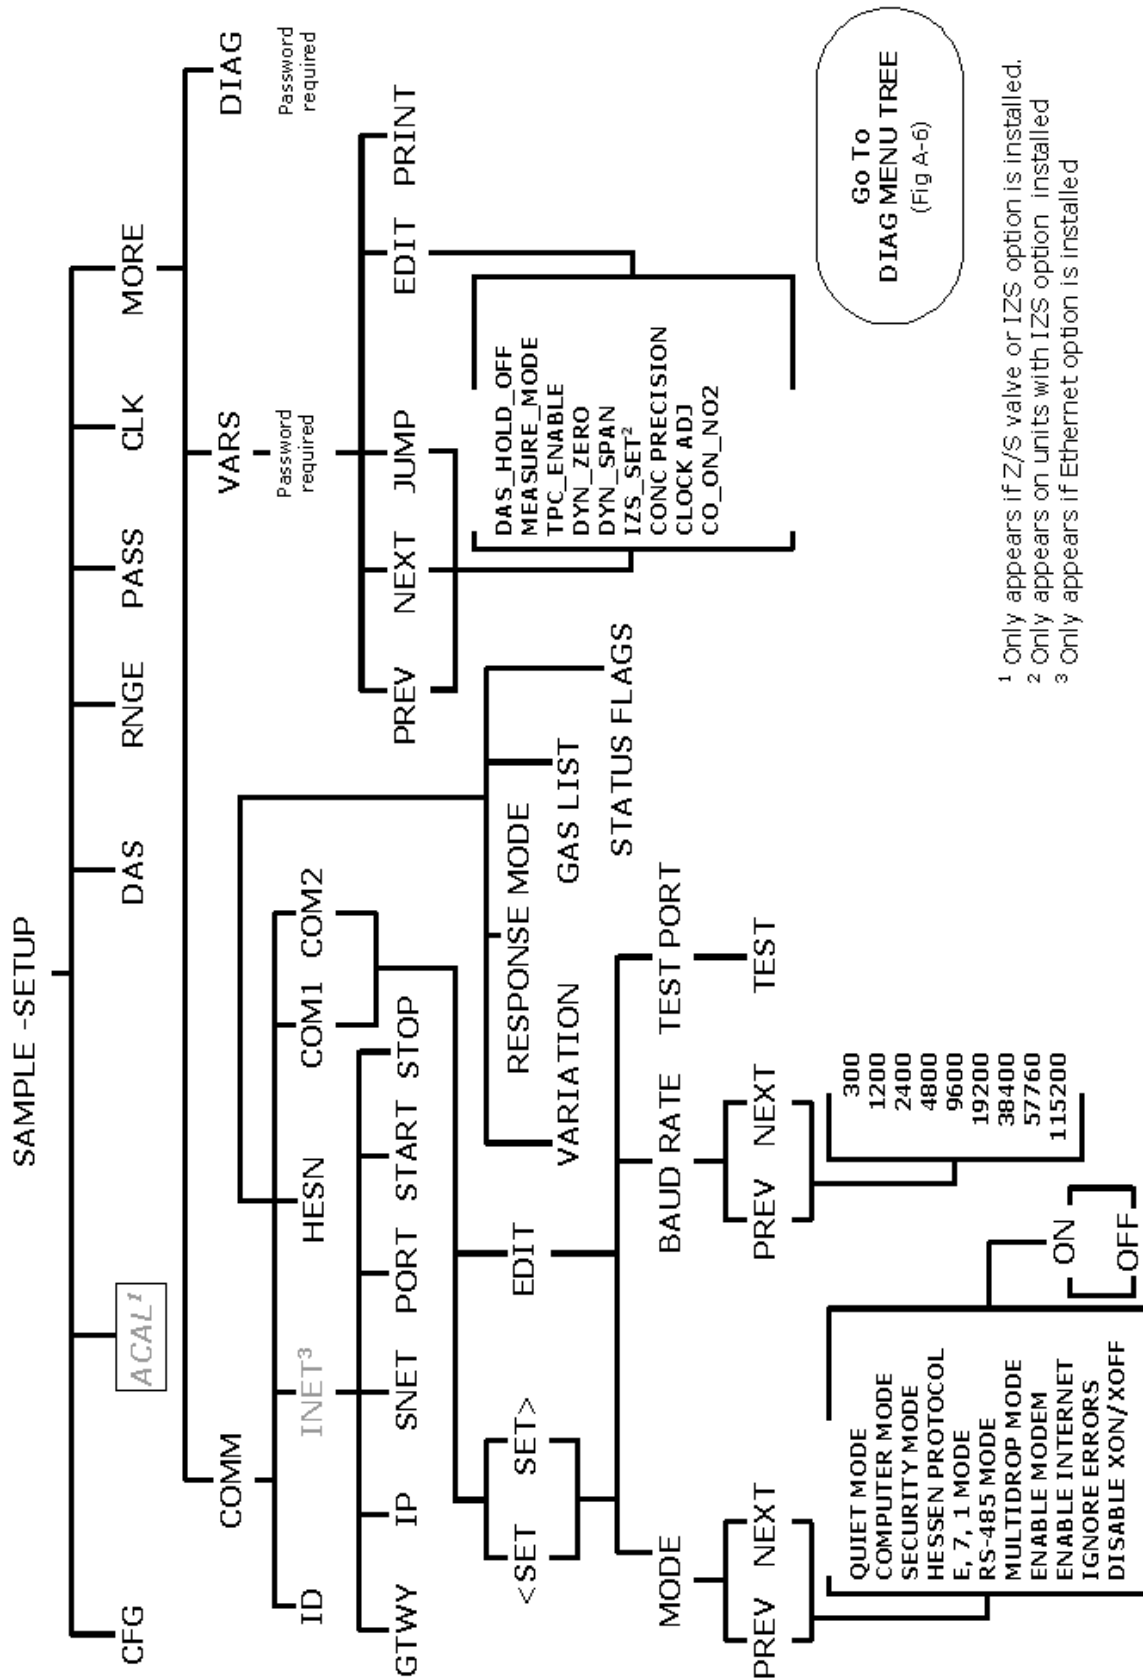 SAMPLE -SETUP
CFG
ACAL¹
DAS
RNGE
PASS
CLK
MORE
COMM
VARS
DIAG
Password
required
Password
required
ID
INET³
HESN
COM1
COM2
GTWY
IP
SNET
PORT
START
STOP
PREV
NEXT
JUMP
EDIT
PRINT
<SET
SET>
EDIT
VARIATION
RESPONSE MODE
GAS LIST
STATUS FLAGS
DAS_HOLD_OFF
MEASURE_MODE
TPC_ENABLE
DYN_ZERO
DYN_SPAN
IZS_SET²
CONC PRECISION
CLOCK ADJ
CO_ON_NO2
MODE
BAUD RATE
TEST PORT
PREV
NEXT
PREV
NEXT
TEST
QUIET MODE
COMPUTER MODE
SECURITY MODE
HESSEN PROTOCOL
E, 7, 1 MODE
RS-485 MODE
MULTIDROP MODE
ENABLE MODEM
ENABLE INTERNET
IGNORE ERRORS
DISABLE XON/XOFF
ON
OFF
300
1200
2400
4800
9600
19200
38400
57760
115200
Go To
DIAG MENU TREE
(Fig A-6)
¹ Only appears if Z/S valve or IZS option is installed.
² Only appears on units with IZS option installed
³ Only appears if Ethernet option is installed